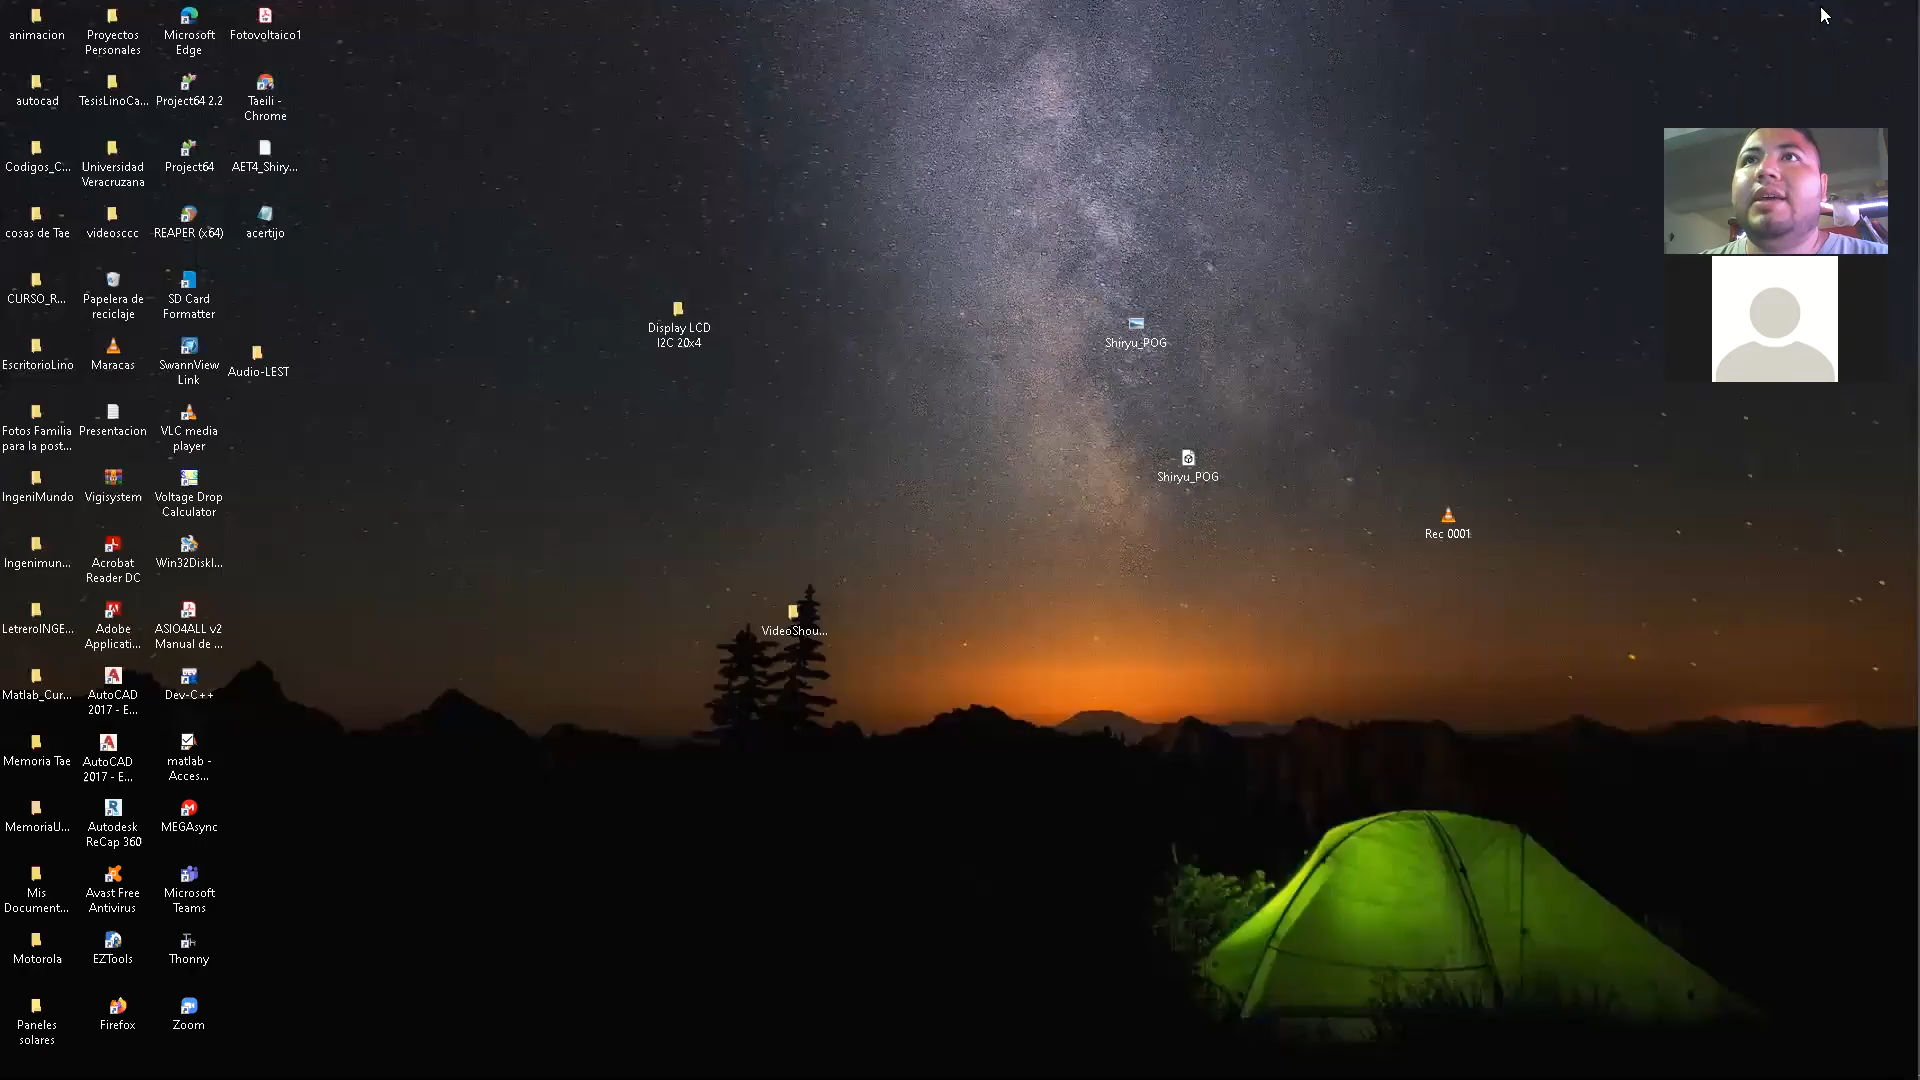 animacion
Proyectos
Personales
Microsoft
Edge
Fotovoltaico1
autocad
TesisLinoCa...
Project64 2.2
Taeili -
Chrome
Codigos_C...
Universidad
Veracruzana
Project64
AET4_Shiry...
cosas de Tae
videosccc
REAPER (x64)
acertijo
CURSO_R...
Papelera de
reciclaje
SD Card
Formatter
Display LCD
I2C 20x4
Shiryu_POG
EscritorioLino
Maracas
SwannView
Link
Audio-LEST
Fotos Familia
para la post...
Presentacion
VLC media
player
Shiryu_POG
IngeniMundo
Vigisystem
Voltage Drop
Calculator
Rec 0001
Ingenimun...
Acrobat
Reader DC
Win32DiskI...
LetreroINGE...
Adobe
Applicati...
ASIO4ALL v2
Manual de ...
VideoShou...
Matlab_Cur...
AutoCAD
2017 - E...
Dev-C++
Memoria Tae
AutoCAD
2017 - E...
matlab -
Acces...
MemoriaU...
Autodesk
ReCap 360
MEGAsync
Mis
Document...
Avast Free
Antivirus
Microsoft
Teams
Motorola
EZTools
Thonny
Paneles
solares
Firefox
Zoom